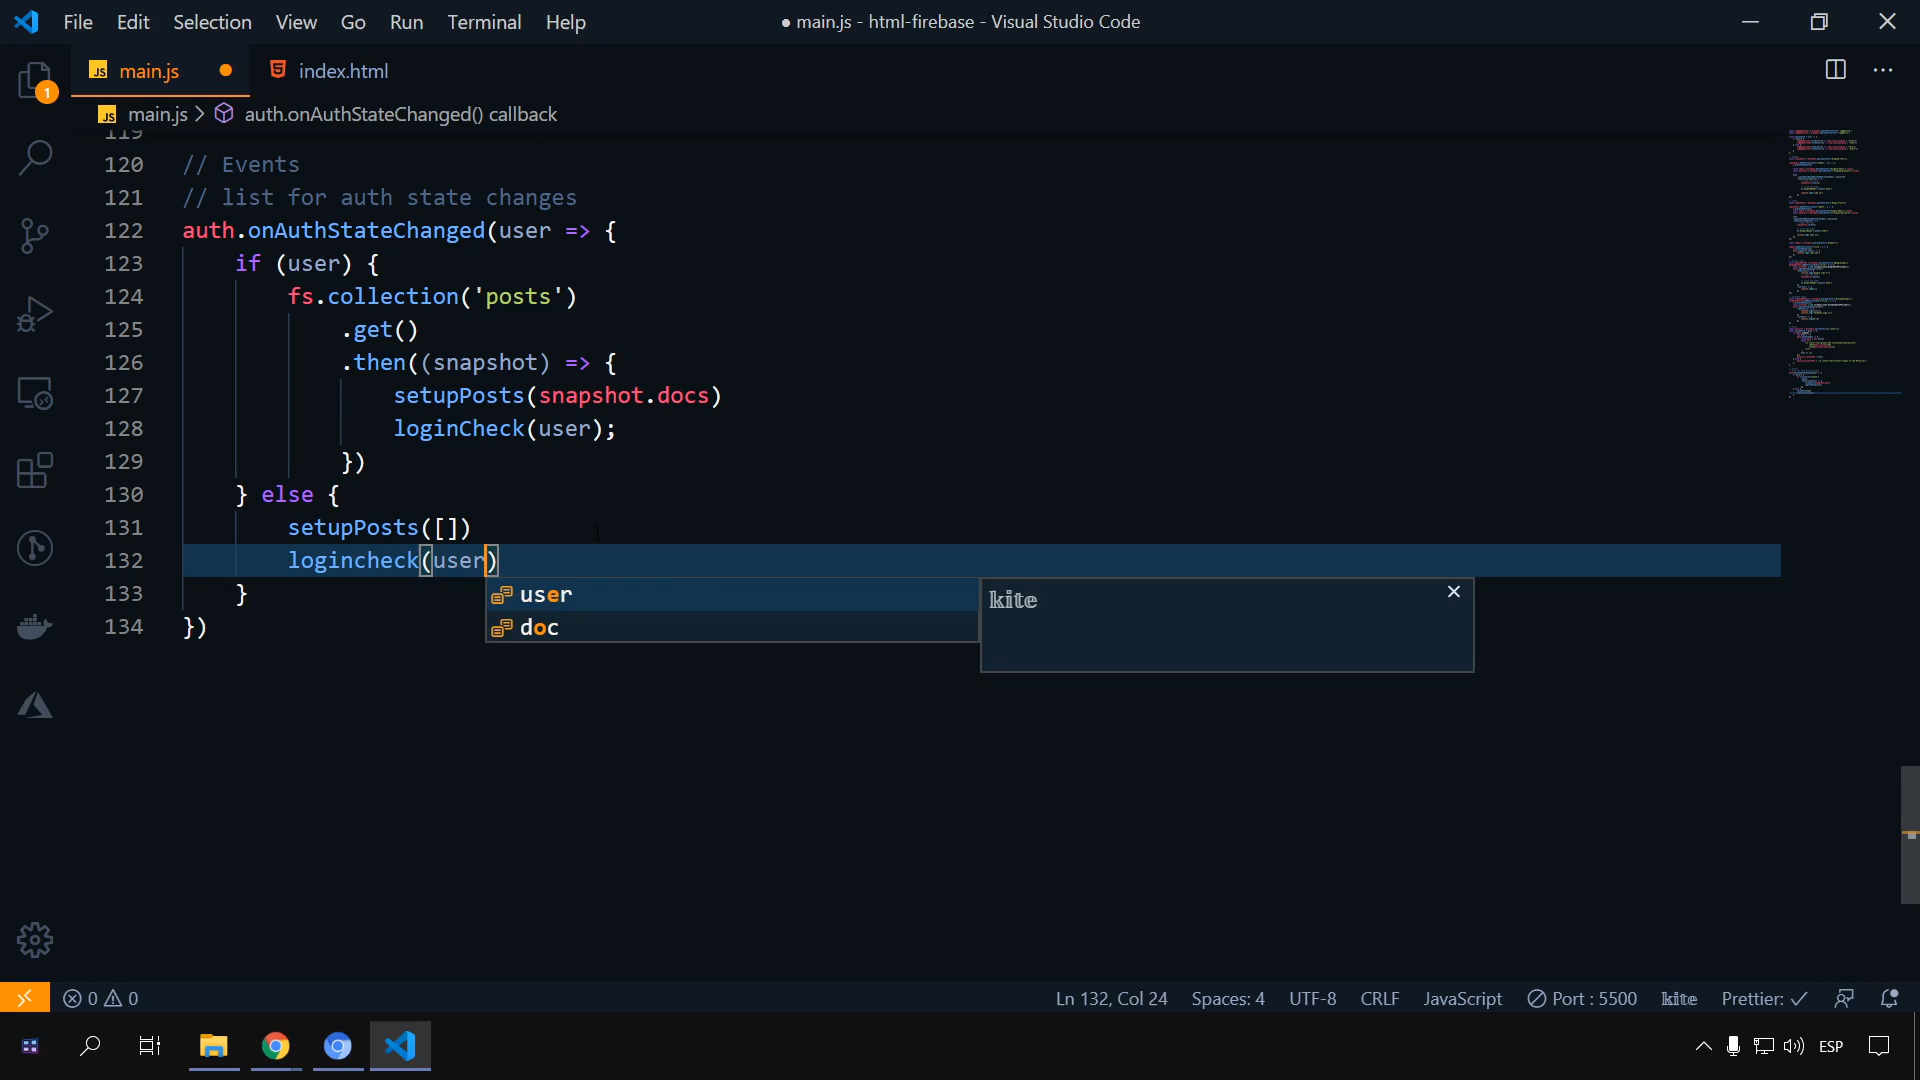 File Edit Selection View Go Run Terminal Help ● main.js - html-firebase - Visual Studio Code
JS main.js index.html
1
JS main.js > auth.onAuthStateChanged() callback
119
120 // Events
121 // list for auth state changes
122 auth.onAuthStateChanged(user => {
123 if (user) {
124 fs.collection('posts')
125 .get()
126 .then((snapshot) => {
127 setupPosts(snapshot.docs)
128 loginCheck(user);
129 })
130 } else {
131 setupPosts([])
132 logincheck(user)
133 }
134 })
user
doc
kite
0 0 Ln 132, Col 24 Spaces: 4 UTF-8 CRLF JavaScript Port : 5500 kite Prettier: ✓
ESP